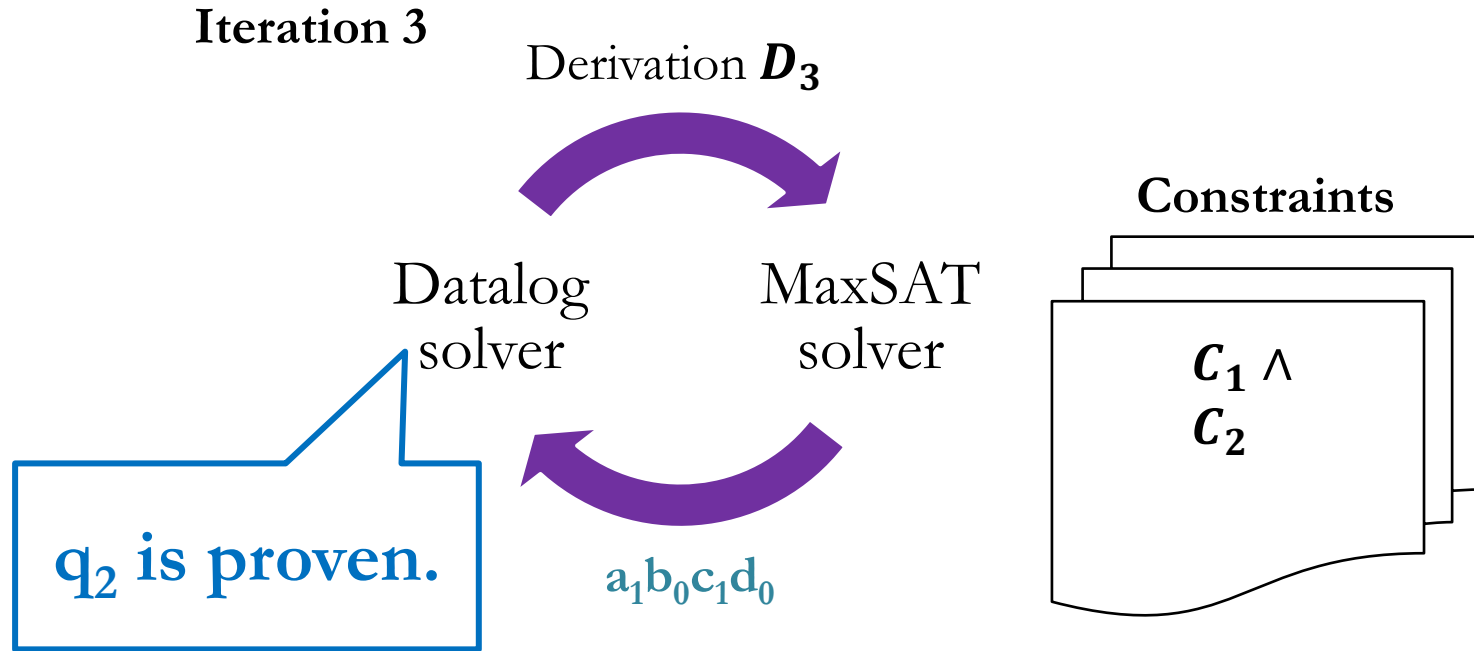 Iteration 3
Derivation D₃
Constraints
Datalog
solver
MaxSAT
solver
C₁ ∧
C₂
q₂ is proven.
a₁b₀c₁d₀